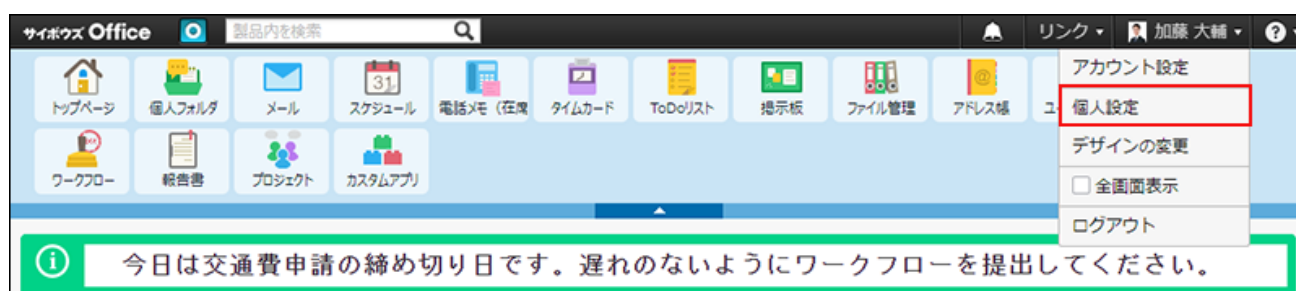 サイボウズ Office 製品内を検索 リンク 加藤 大輔
トップページ 個人フォルダ メール スケジュール 電話メモ（在席 タイムカード ToDoリスト 掲示板 ファイル管理 アドレス帳 ユー
ワークフロー 報告書 プロジェクト カスタムアプリ
アカウント設定
個人設定
デザインの変更
全画面表示
ログアウト
今日は交通費申請の締め切り日です。遅れのないようにワークフローを提出してください。